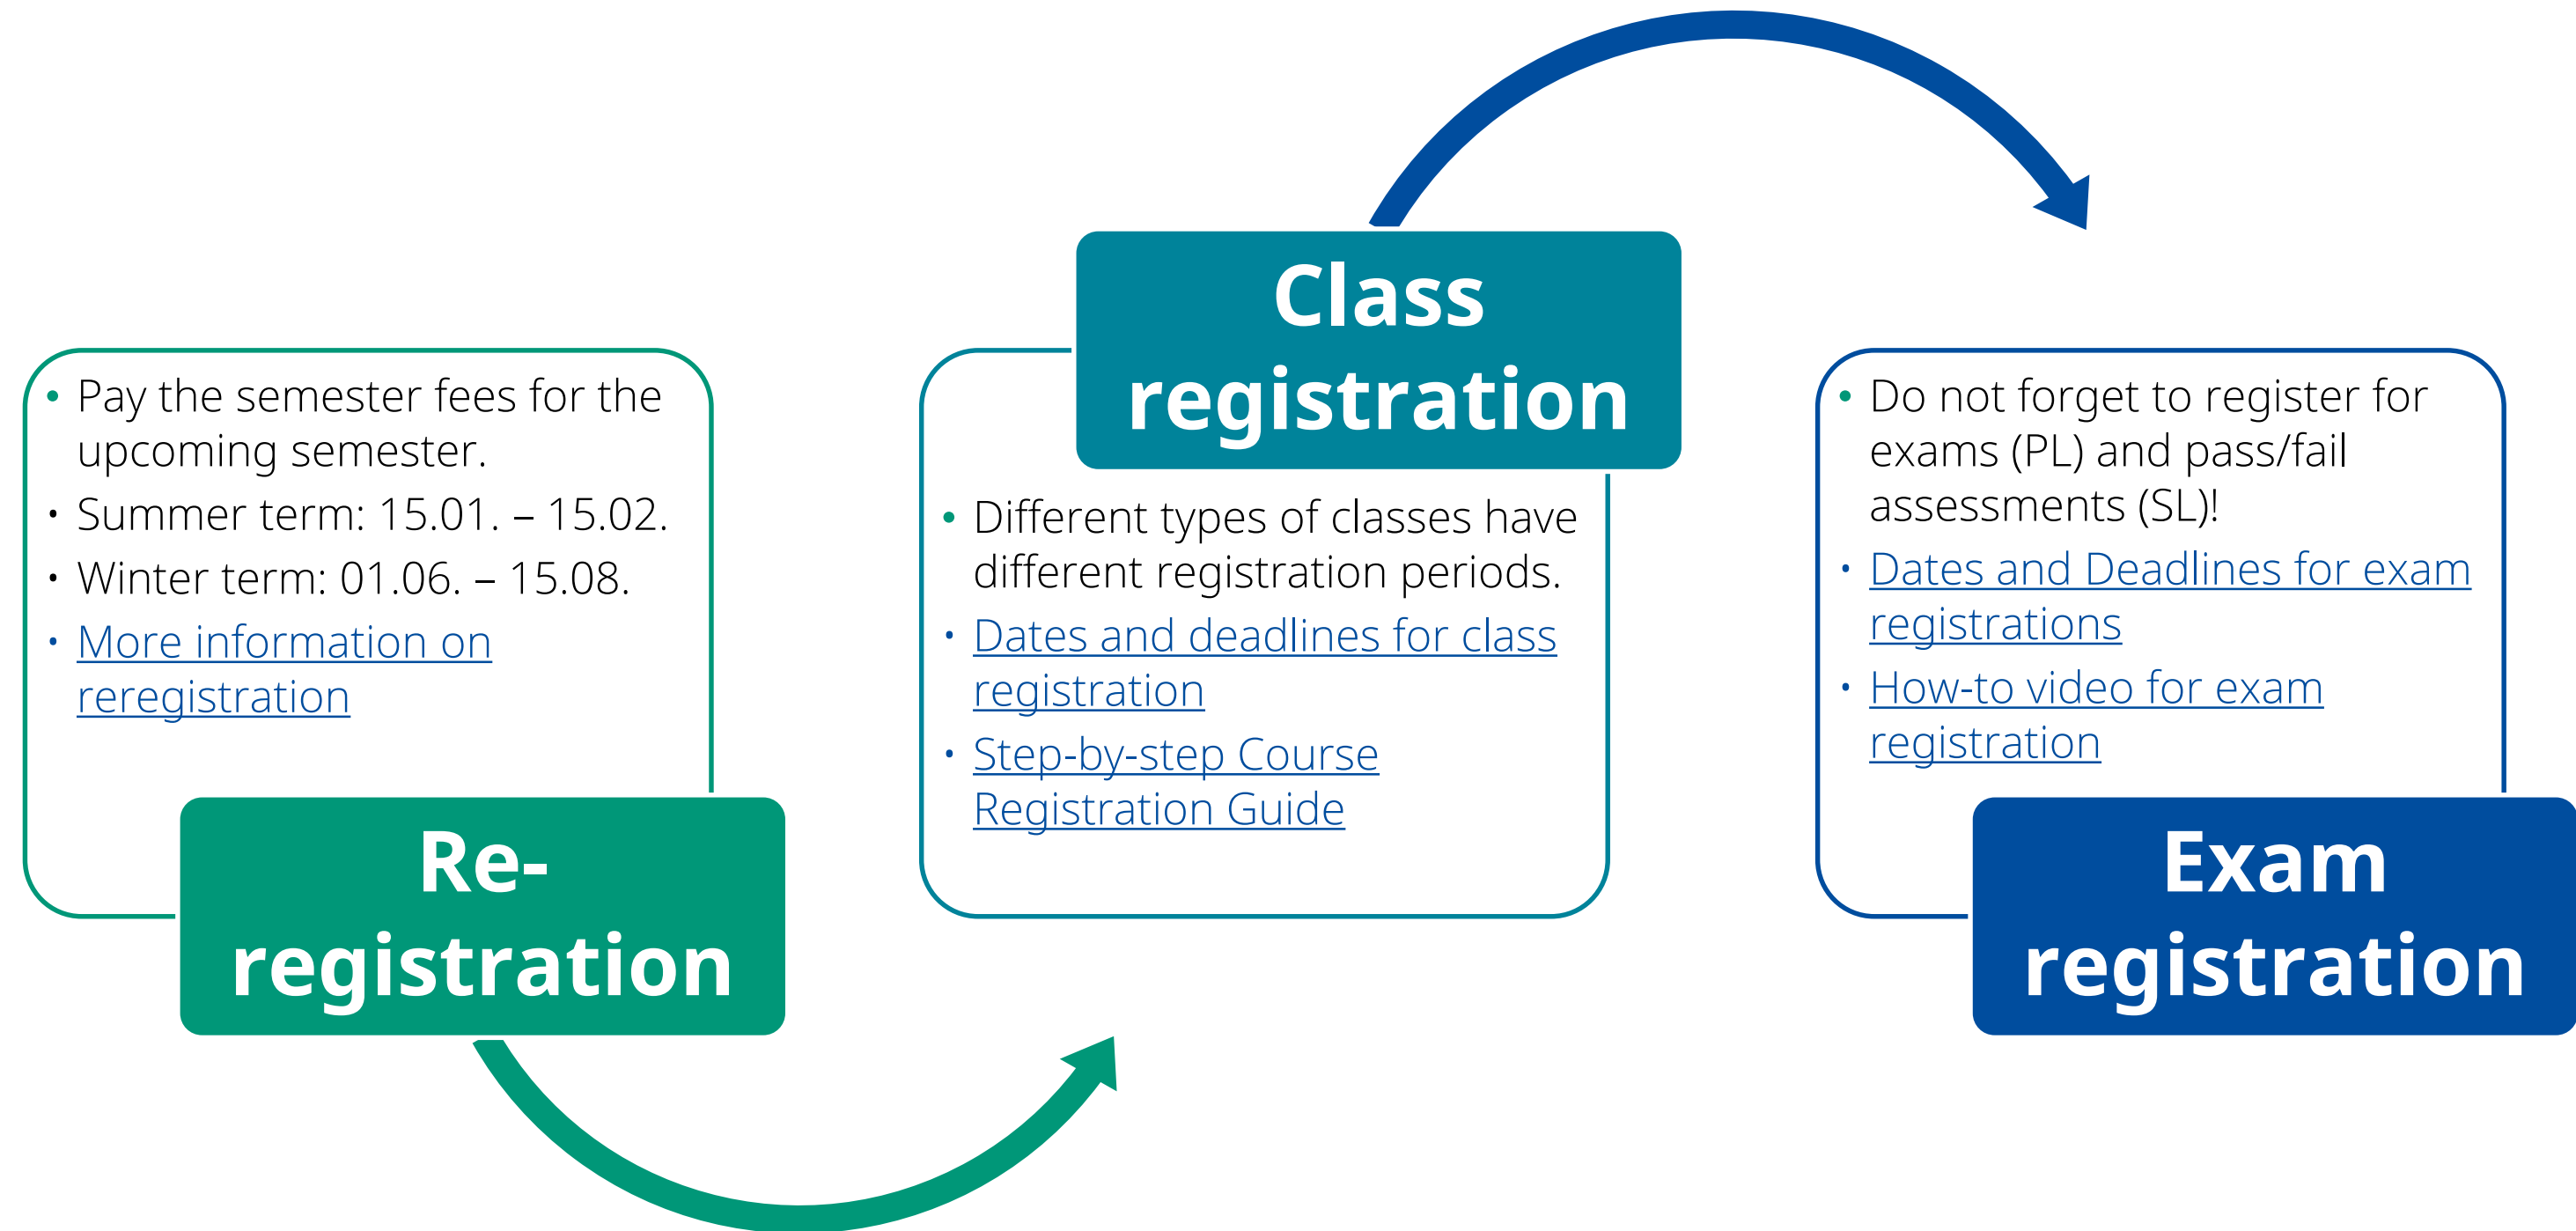 • Pay the semester fees for the
upcoming semester.
• Summer term: 15.01. – 15.02.
• Winter term: 01.06. – 15.08.
• More information on
reregistration
Re-
registration
Class
registration
• Different types of classes have
different registration periods.
• Dates and deadlines for class
registration
• Step-by-step Course
Registration Guide
• Do not forget to register for
exams (PL) and pass/fail
assessments (SL)!
• Dates and Deadlines for exam
registrations
• How-to video for exam
registration
Exam
registration